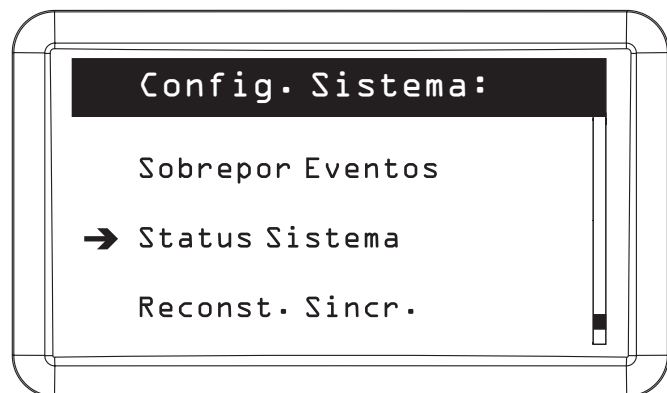 Config. Sistema:
Sobrepor Eventos
Status Sistema
Reconst. Sincr.